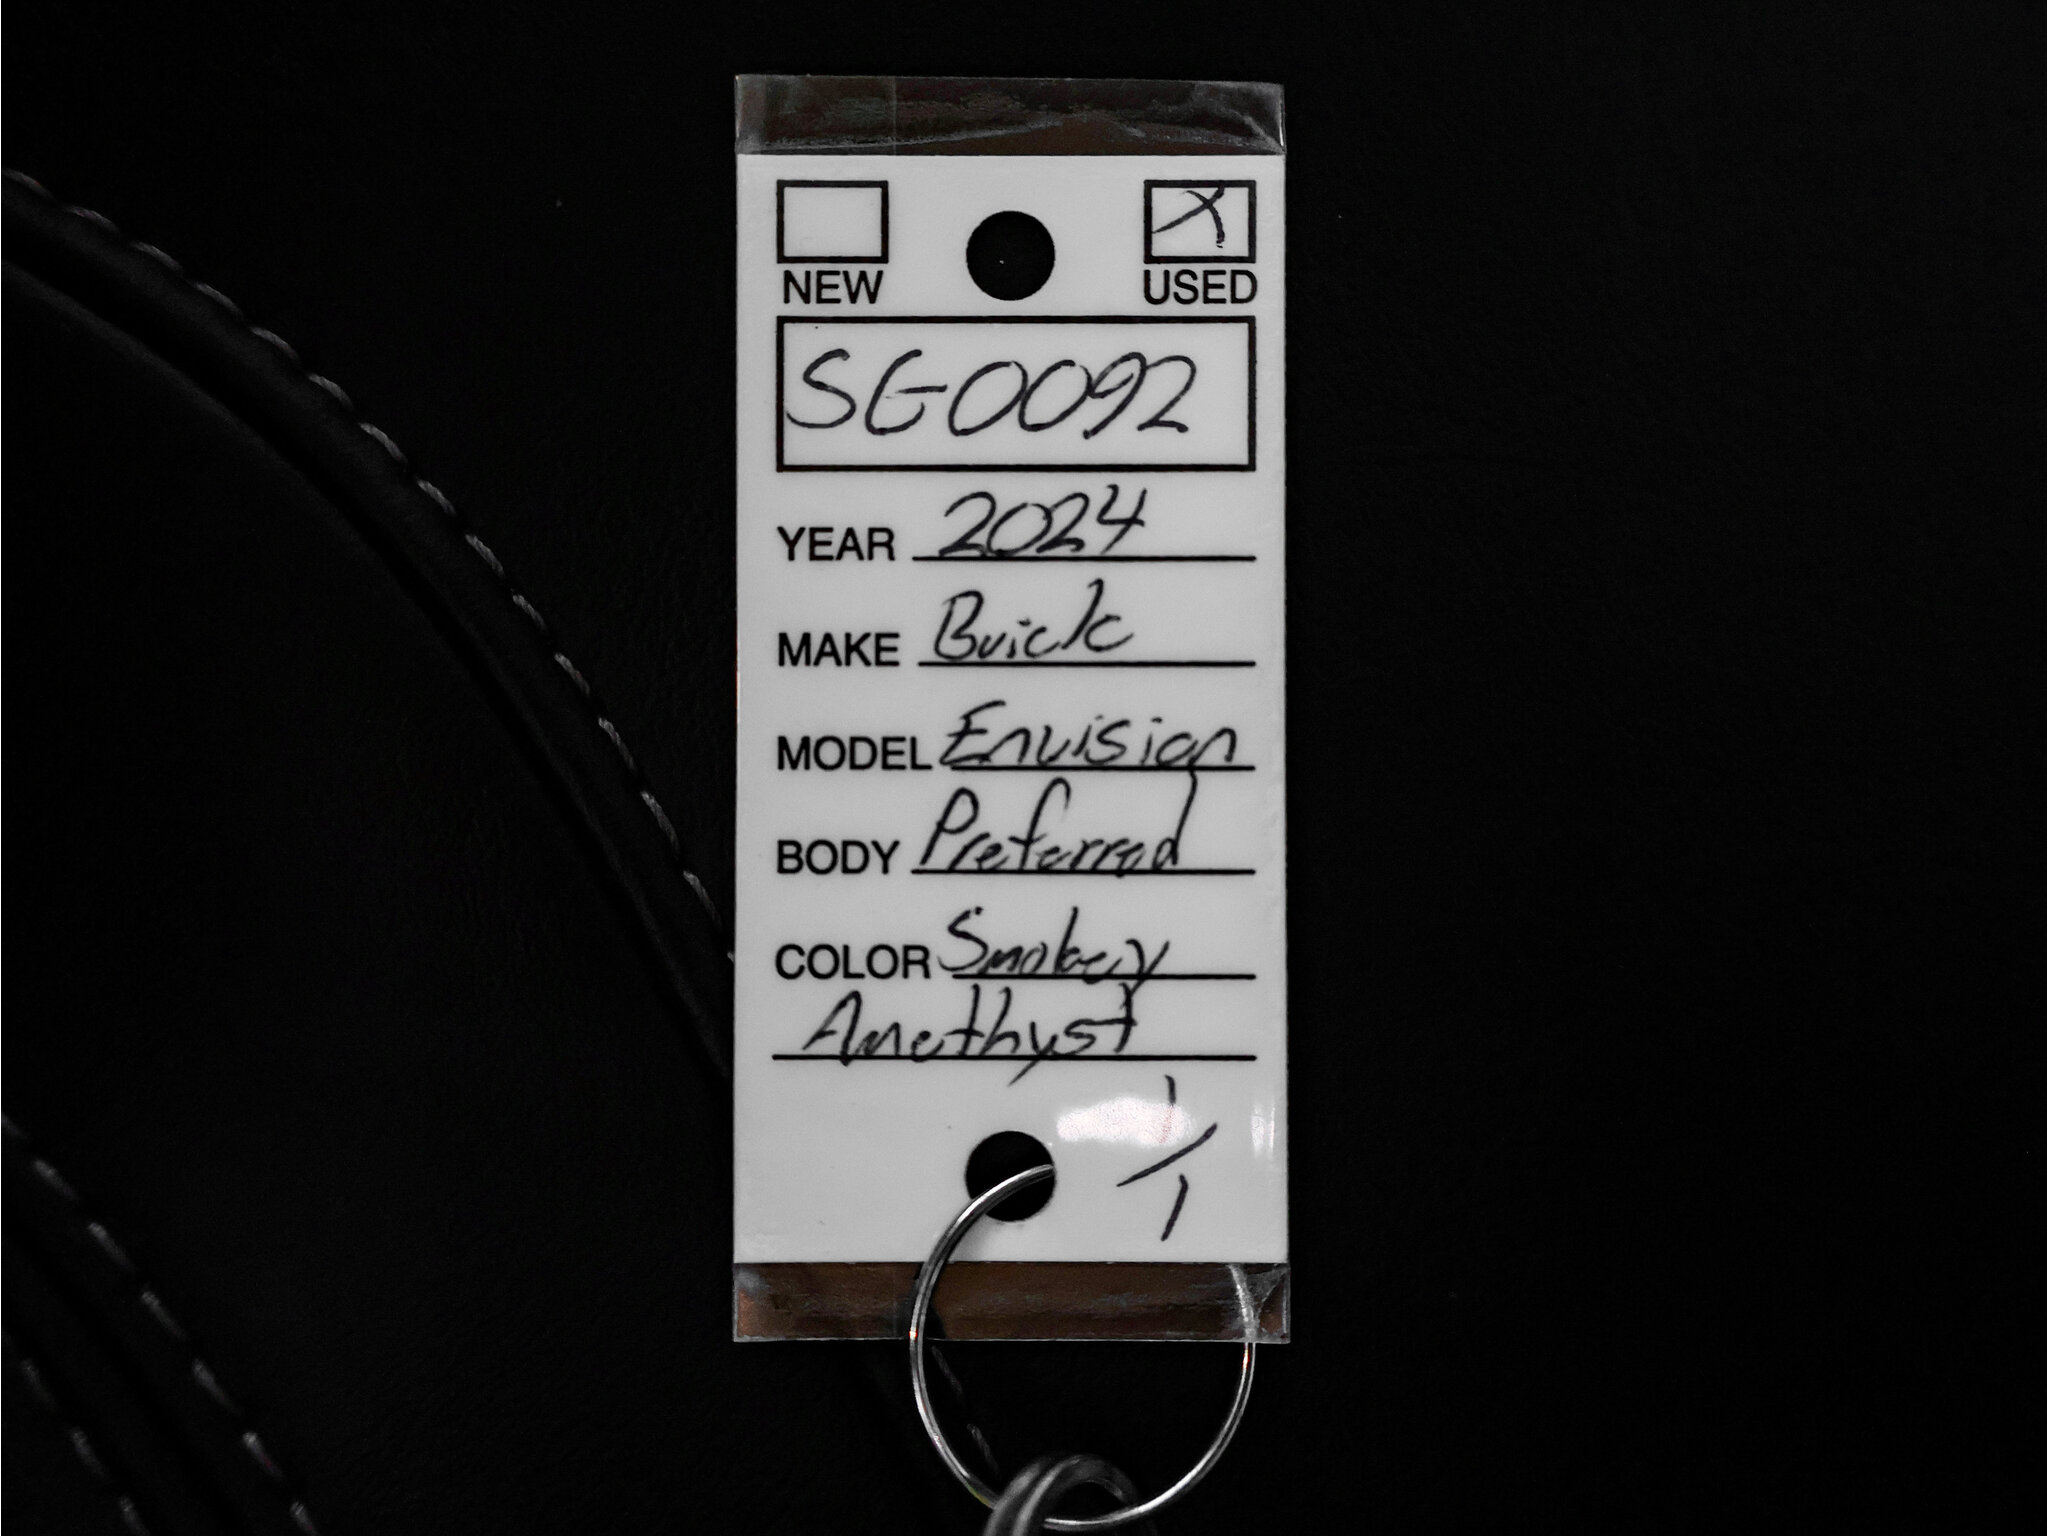 NEW X USED
SG0092
YEAR 2024
MAKE Buick
MODEL Envision
BODY Preferred
COLOR Smokey
Amethyst
1/1